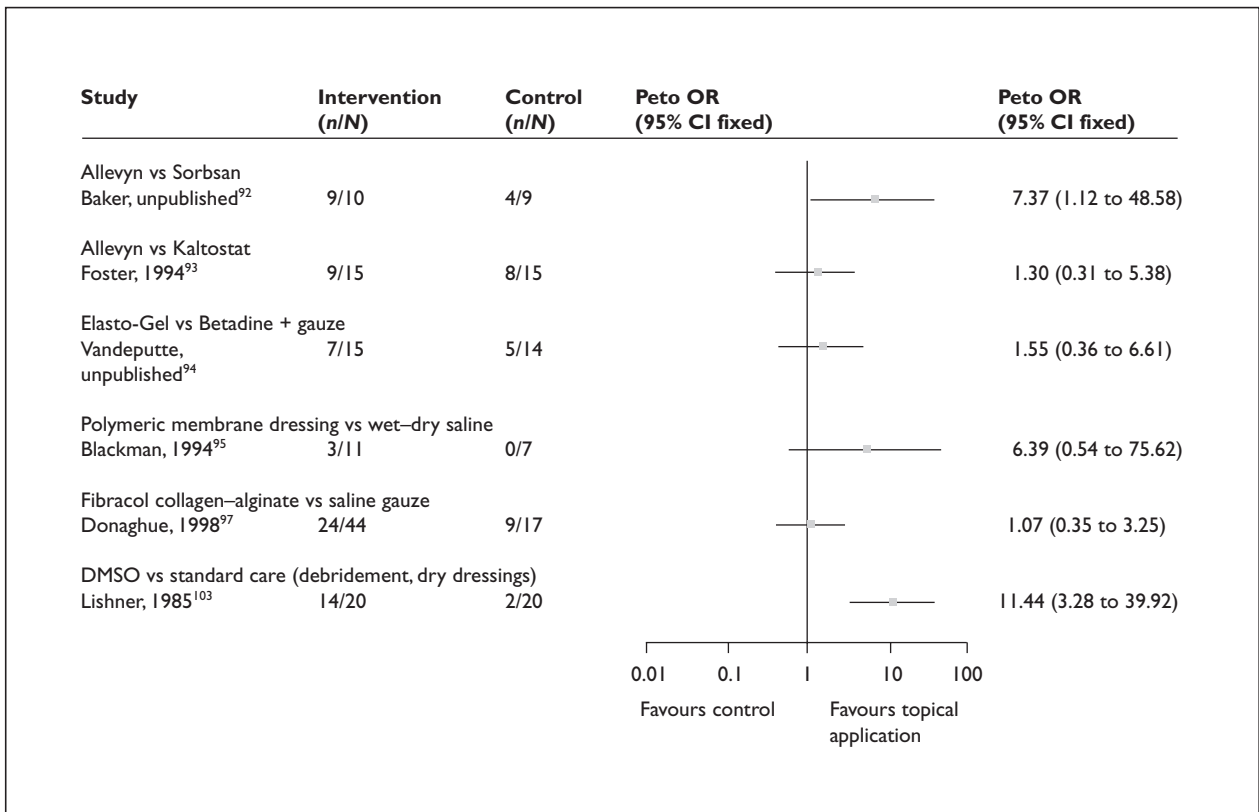 Study Intervention Control Peto OR Peto OR
(n/N) (n/N) (95% CI fixed) (95% CI fixed)
Allevyn vs Sorbsan
Baker, unpublished92 9/10 4/9 7.37 (1.12 to 48.58)
Allevyn vs Kaltostat
Foster, 199493 9/15 8/15 1.30 (0.31 to 5.38)
Elasto-Gel vs Betadine + gauze
Vandeputte, 7/15 5/14 1.55 (0.36 to 6.61)
unpublished94
Polymeric membrane dressing vs wet–dry saline
Blackman, 199495 3/11 0/7 6.39 (0.54 to 75.62)
Fibracol collagen–alginate vs saline gauze
Donaghue, 199897 24/44 9/17 1.07 (0.35 to 3.25)
DMSO vs standard care (debridement, dry dressings)
Lishner, 1985103 14/20 2/20 11.44 (3.28 to 39.92)
0.01 0.1 1 10 100
Favours control Favours topical
application